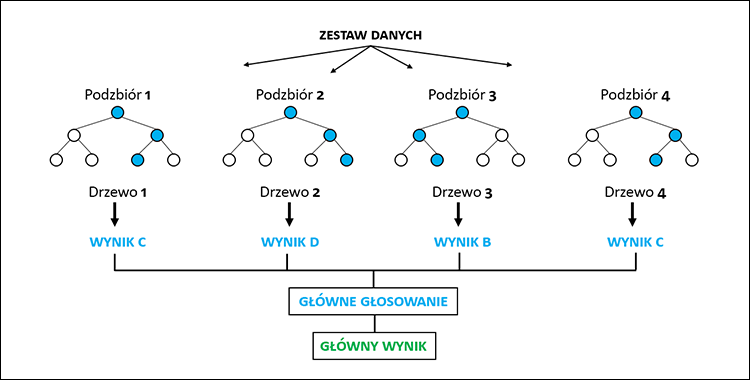 ZESTAW DANYCH
Podzbiór 1
Podzbiór 2
Podzbiór 3
Podzbiór 4
Drzewo 1
Drzewo 2
Drzewo 3
Drzewo 4
WYNIK C
WYNIK D
WYNIK B
WYNIK C
GŁÓWNE GŁOSOWANIE
GŁÓWNY WYNIK